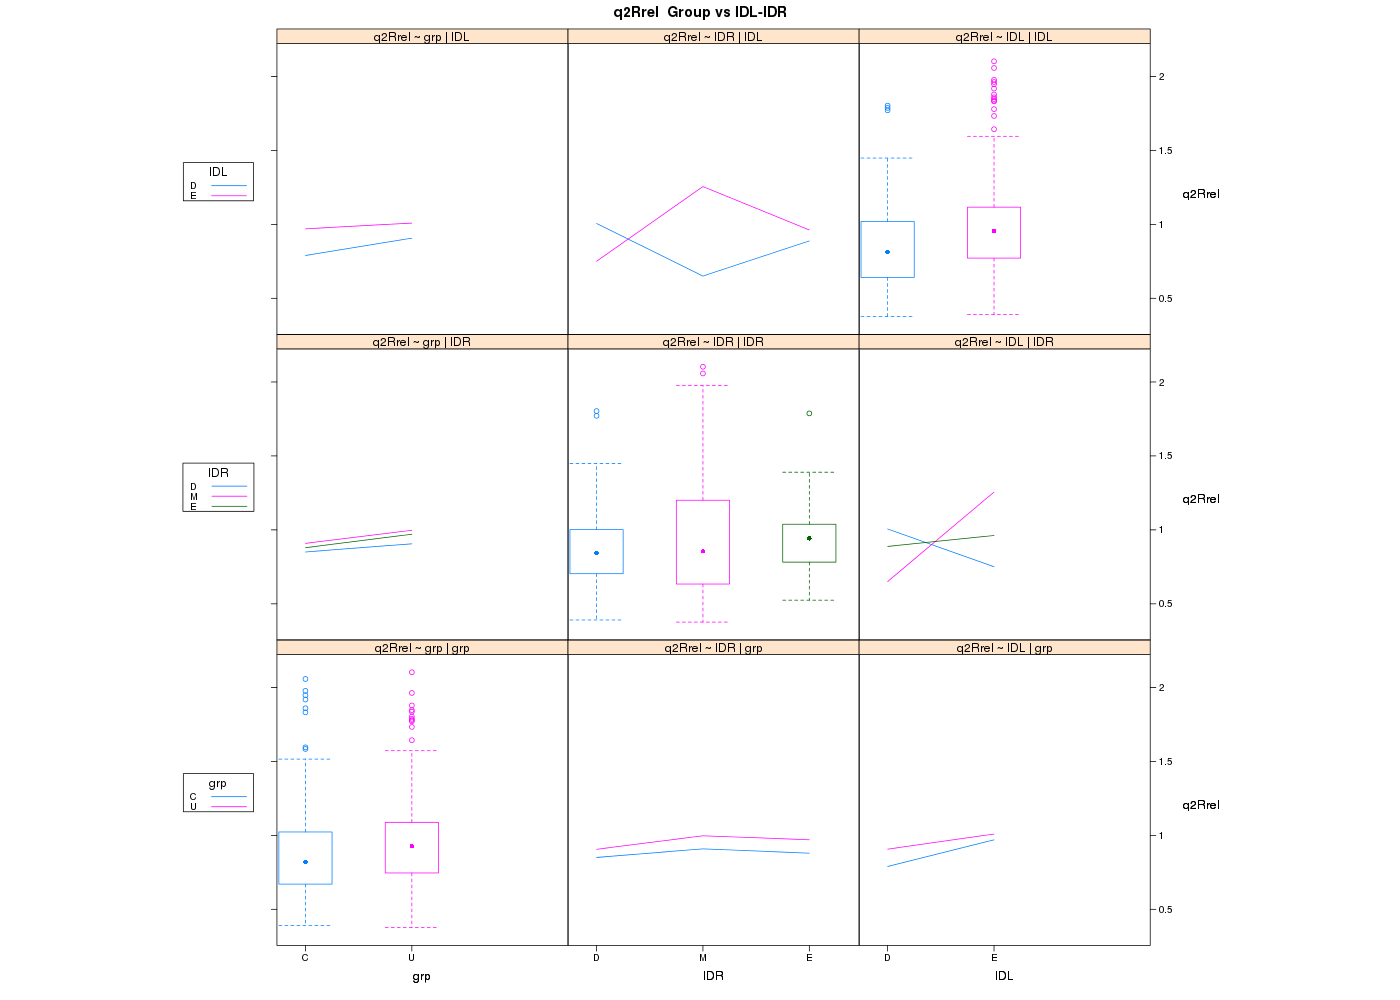 q2Rrel Group vs IDL-IDR
q2Rrel ~ grp | IDL
q2Rrel ~ IDR | IDL
q2Rrel ~ IDL | IDL
2
1.5
1
0.5
IDL
D
E
q2Rrel
q2Rrel ~ grp | IDR
q2Rrel ~ IDR | IDR
q2Rrel ~ IDL | IDR
2
1.5
1
0.5
IDR
D
M
E
q2Rrel
q2Rrel ~ grp | grp
q2Rrel ~ IDR | grp
q2Rrel ~ IDL | grp
2
1.5
1
0.5
grp
C
U
q2Rrel
C U D M E D E
grp IDR IDL